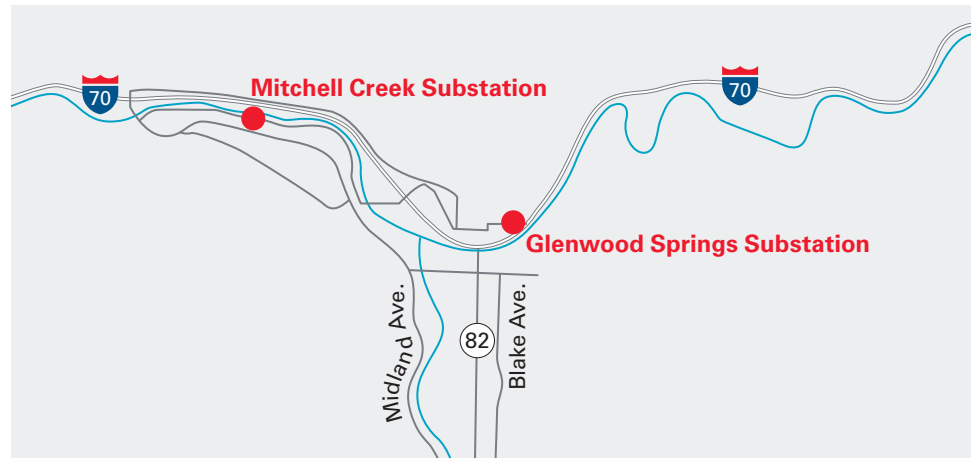 70
Mitchell Creek Substation
70
Glenwood Springs Substation
Midland Ave.
82
Blake Ave.